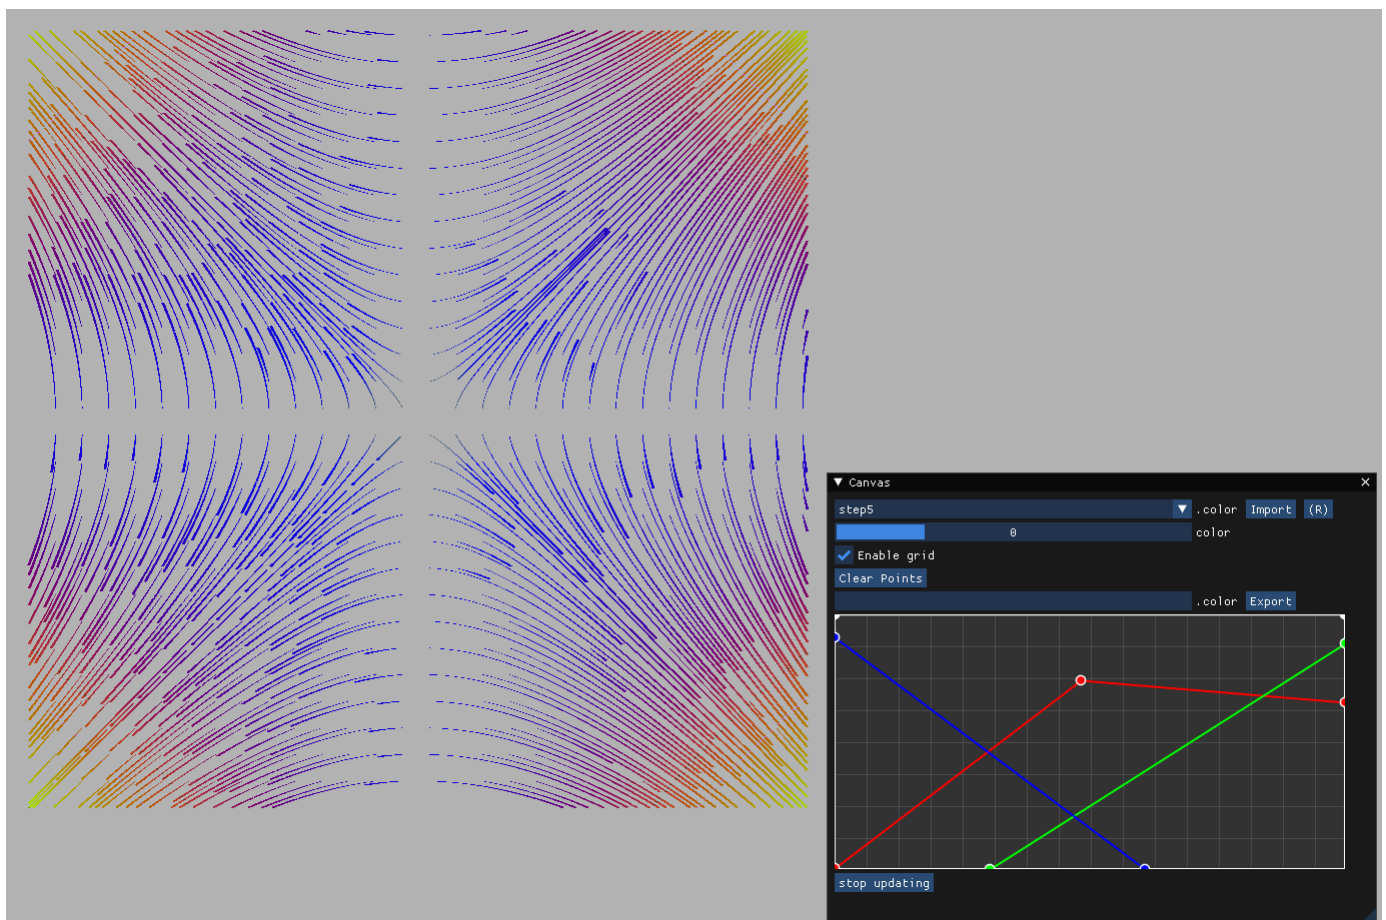 Canvas
step5 .color Import (R)
0 color
Enable grid
Clear Points
.color Export
stop updating